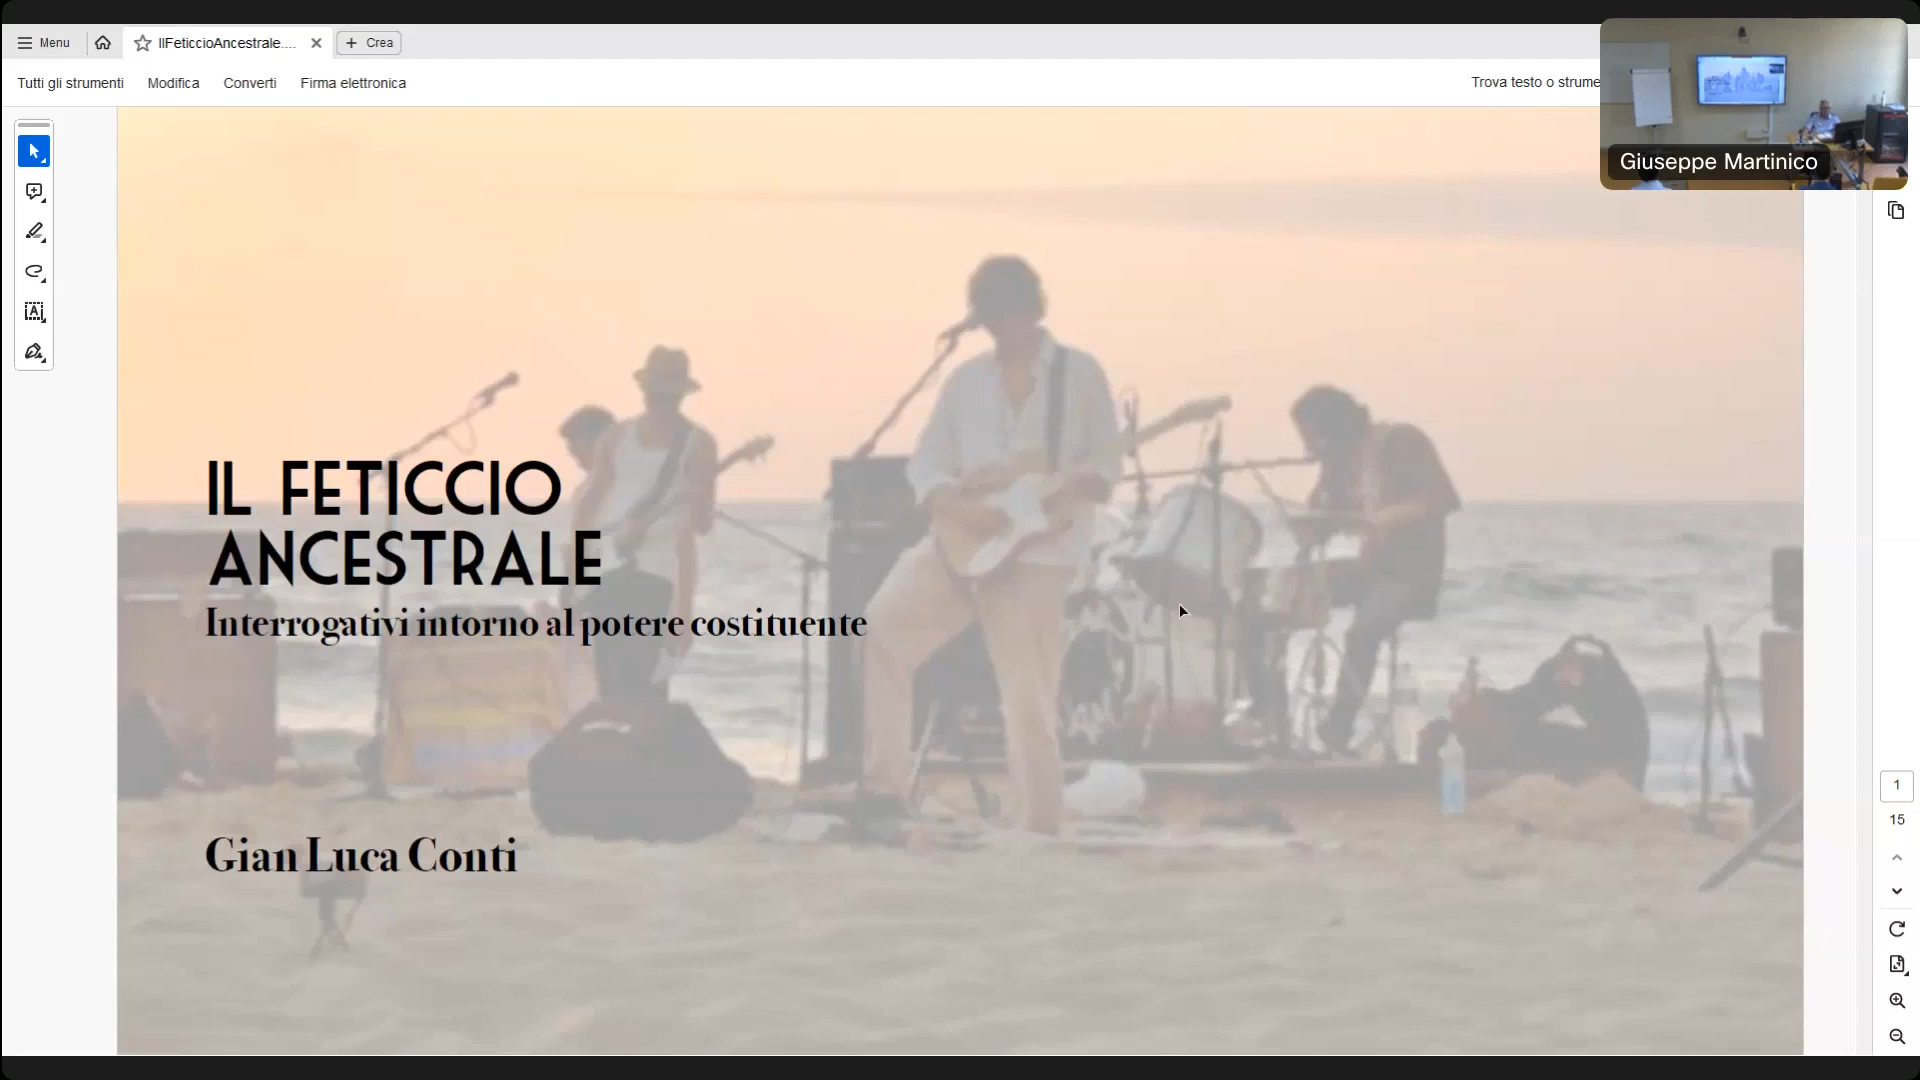 Menu
IlFeticcioAncestrale....
Crea
Tutti gli strumenti
Modifica
Converti
Firma elettronica
Trova testo o strume
Giuseppe Martinico
IL FETICCIO
ANCESTRALE
Interrogativi intorno al potere costituente
Gian Luca Conti
1
15